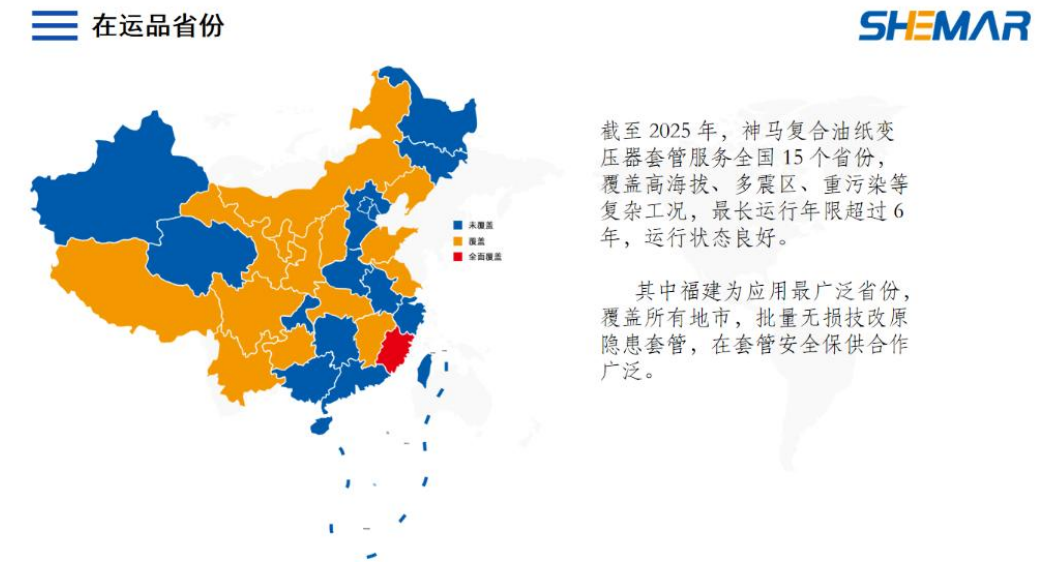 在运品省份
SHEMAR
未覆盖
覆盖
全面覆盖
截至 2025 年，神马复合油纸变
压器套管服务全国 15 个省份，
覆盖高海拔、多震区、重污染等
复杂工况，最长运行年限超过 6
年，运行状态良好。
其中福建为应用最广泛省份，
覆盖所有地市，批量无损技改原
隐患套管，在套管安全保供合作
广泛。